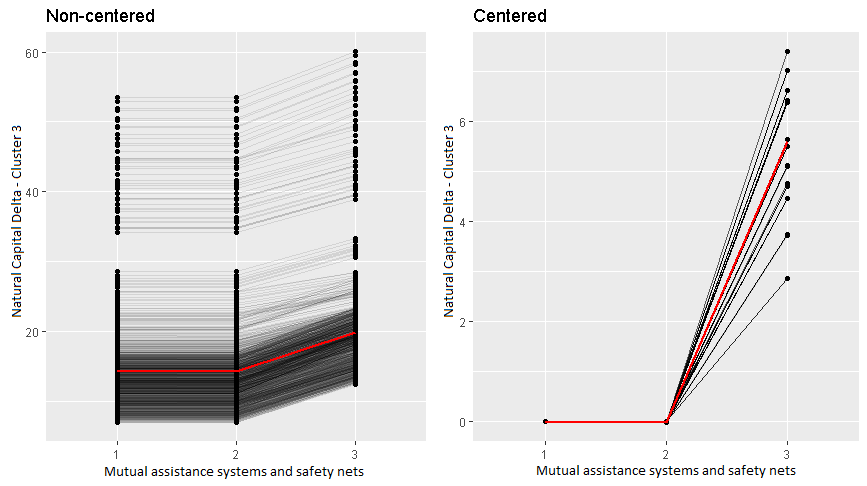 Non-centered
Natural Capital Delta - Cluster 3
60
40
20
1 2 3
Mutual assistance systems and safety nets
Centered
Natural Capital Delta - Cluster 3
6
4
2
0
1 2 3
Mutual assistance systems and safety nets